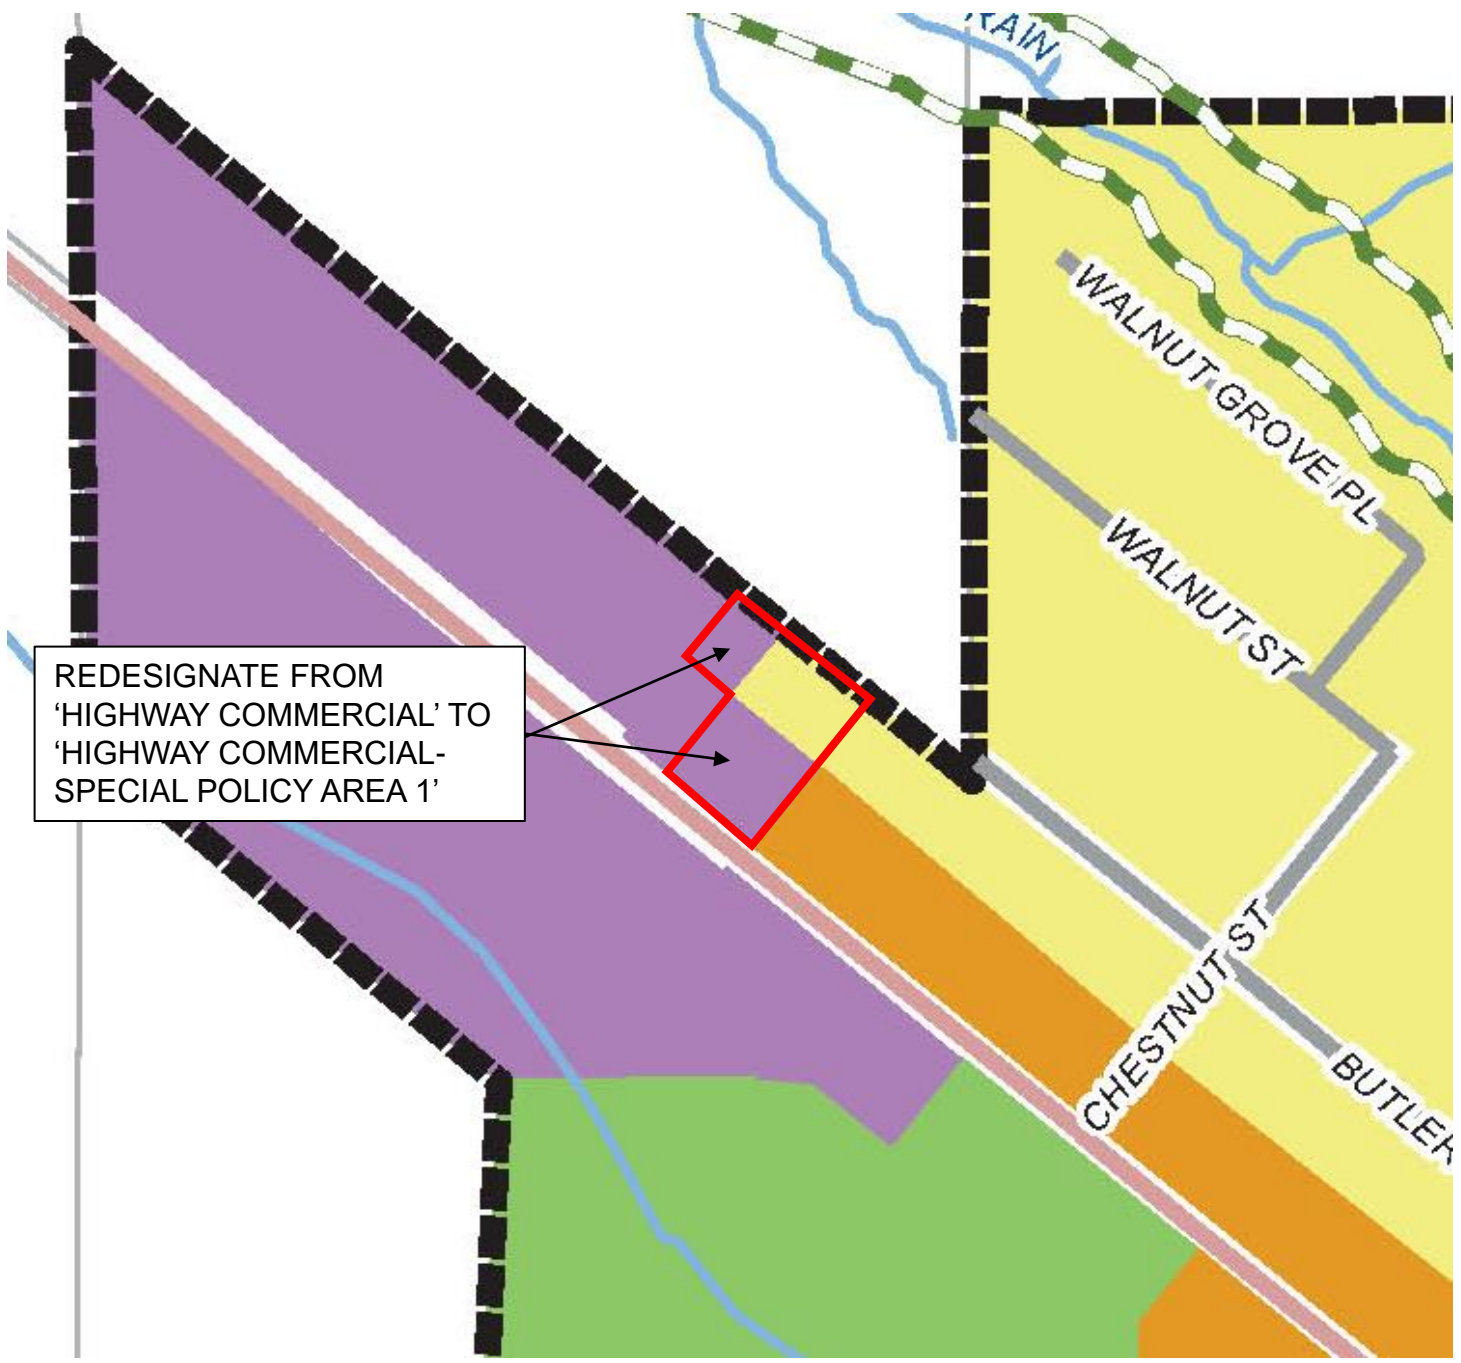 RAIN
WALNUT GROVE PL
WALNUT ST
REDESIGNATE FROM
‘HIGHWAY COMMERCIAL’ TO
‘HIGHWAY COMMERCIAL-
SPECIAL POLICY AREA 1’
CHESTNUT ST
BUTLER